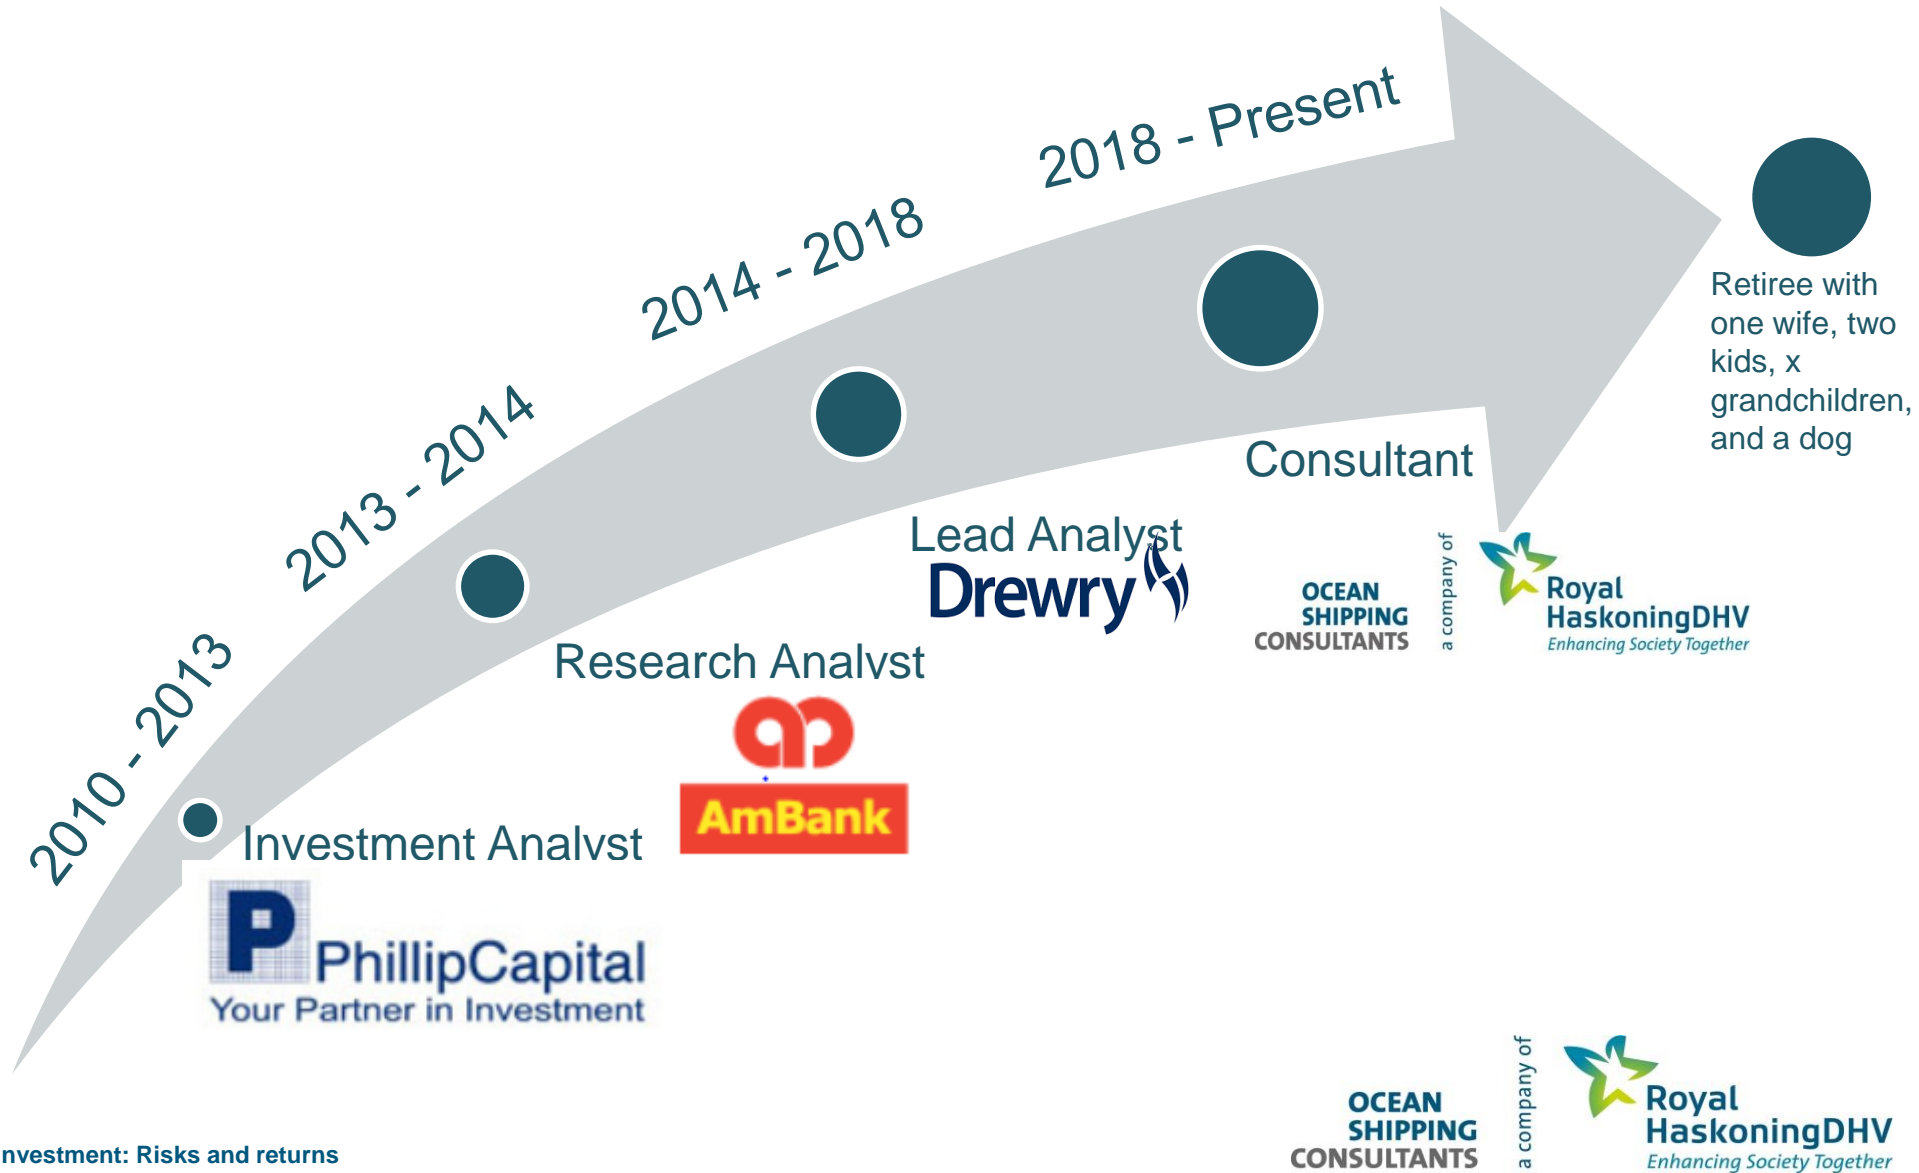 2018 - Present
2014 - 2018
2013 - 2014
2010 - 2013
Retiree with
one wife, two
kids, x
grandchildren,
and a dog
Consultant
OCEAN
SHIPPING
CONSULTANTS
a company of
Royal
HaskoningDHV
Enhancing Society Together
Lead Analyst
Drewry
Research Analyst
AmBank
Investment Analyst
P
PhillipCapital
Your Partner in Investment
OCEAN
SHIPPING
CONSULTANTS
a company of
Royal
HaskoningDHV
Enhancing Society Together
nvestment: Risks and returns